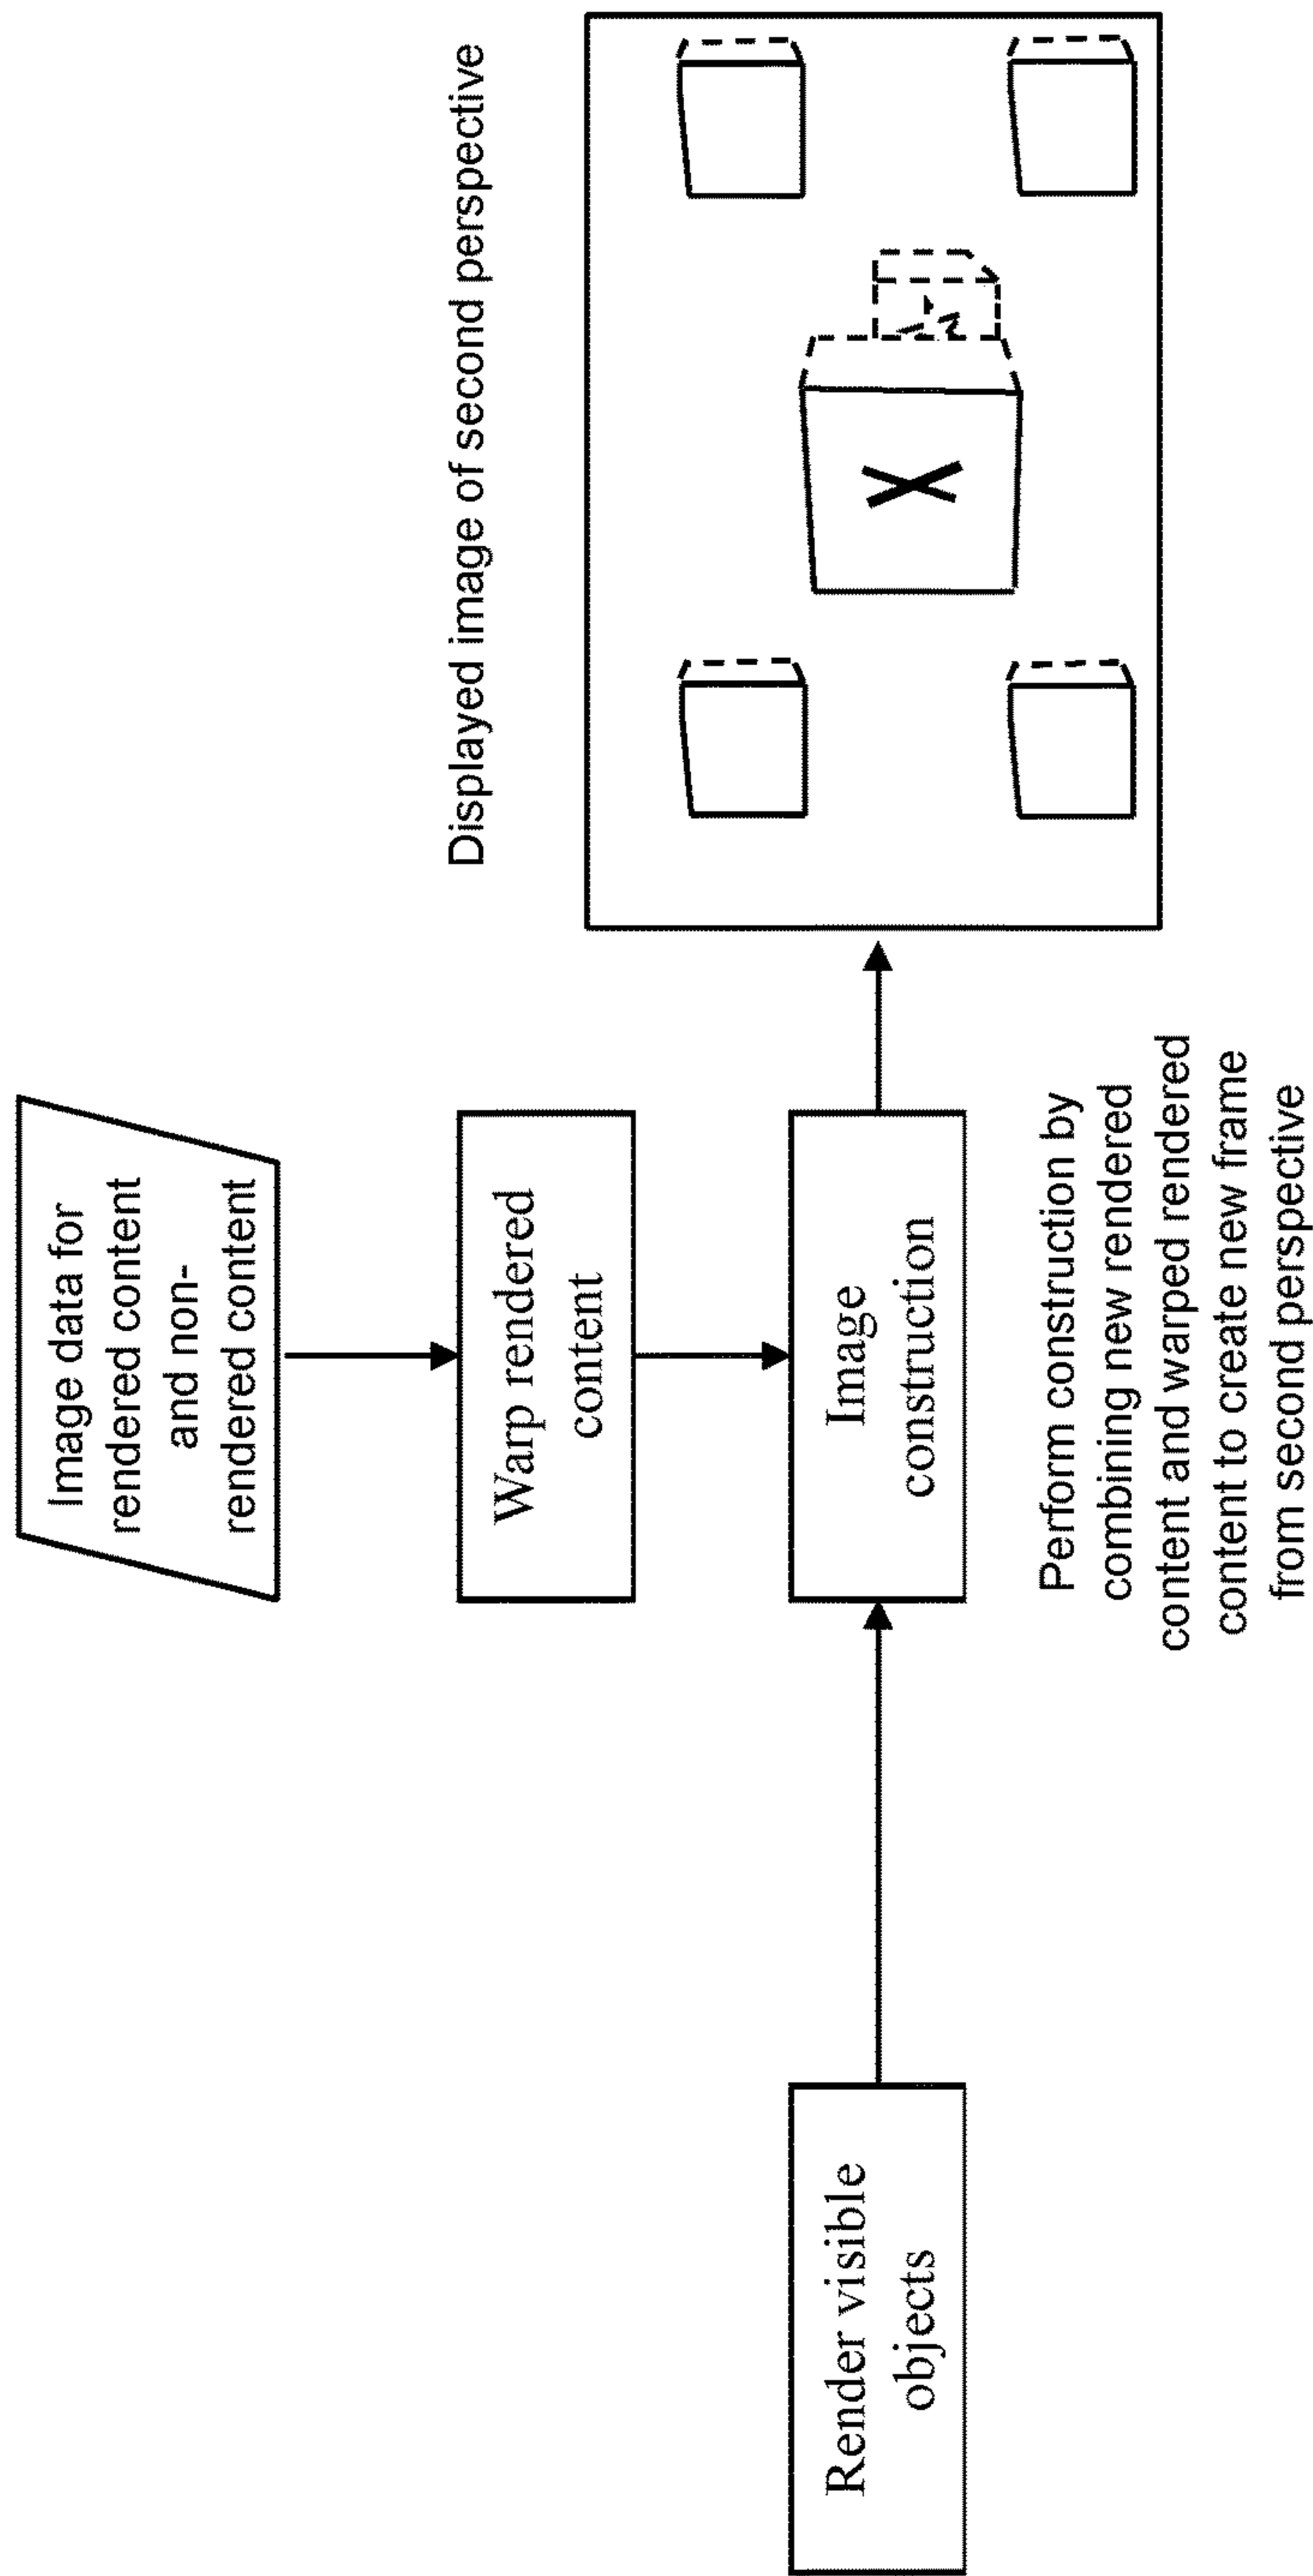 Image data for
rendered content
and non-
rendered content
Warp rendered
content
Render visible
objects
Image
construction
Perform construction by
combining new rendered
content and warped rendered
content to create new frame
from second perspective
Displayed image of second perspective
X